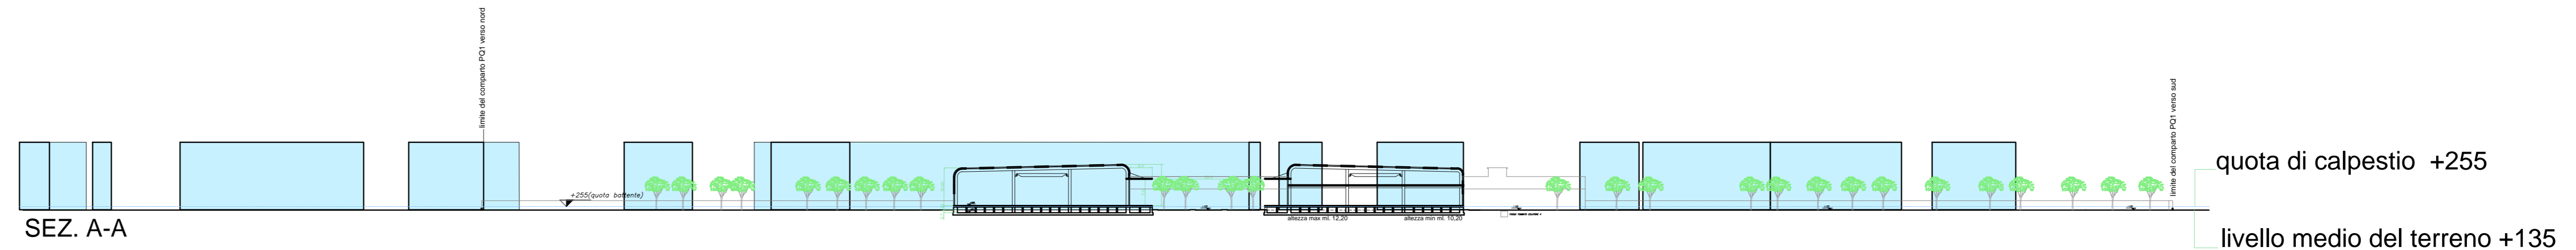 limite del comparto PQ1 verso nord
limite del comparto PQ1 verso sud
+255(quota battente)
quota di calpestio +255
altezza max ml. 12,20
altezza min ml. 10,20
SEZ. A-A
livello medio del terreno +135